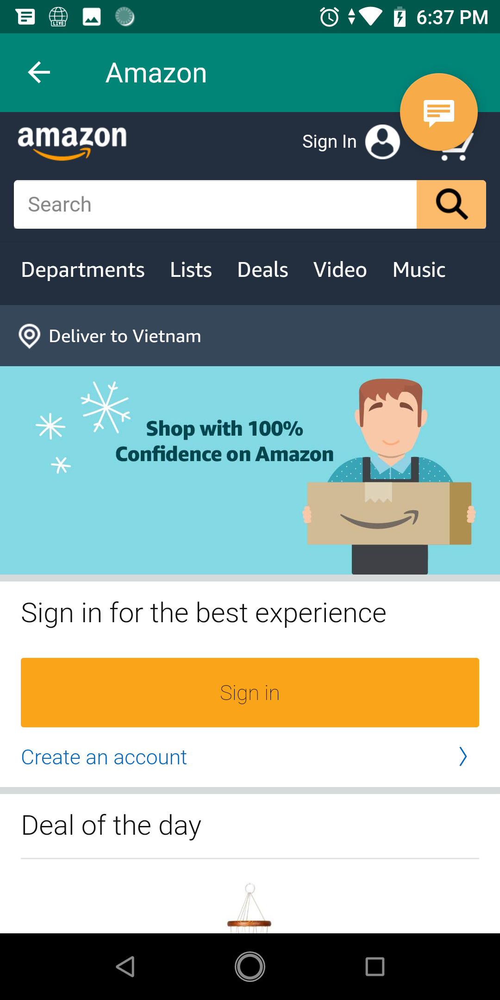 LIVE
6:37 PM
Amazon
amazon
Sign In
Search
Departments Lists Deals Video Music
Deliver to Vietnam
Shop with 100%
Confidence on Amazon
Sign in for the best experience
Sign in
Create an account
Deal of the day